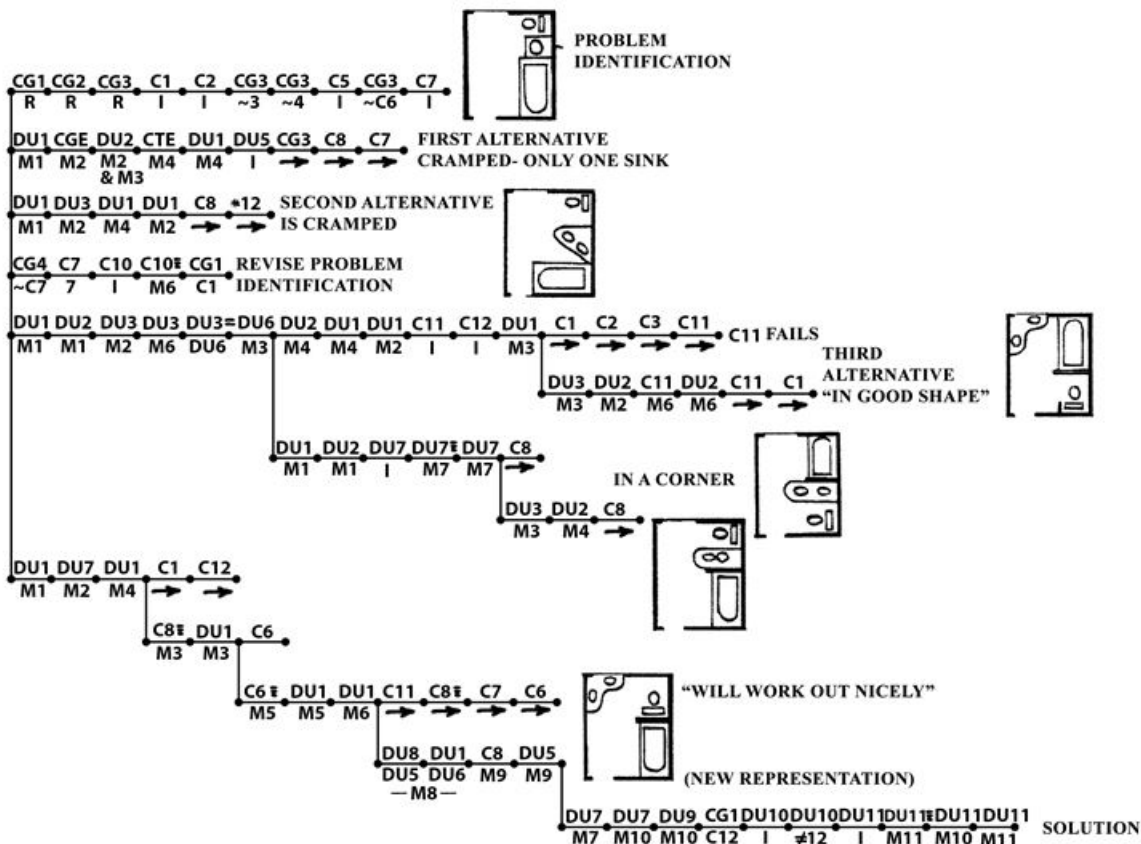 PROBLEM
IDENTIFICATION
CG1 CG2 CG3 C1 C2 CG3 CG3 C5 CG3 C7
R R R I I ~3 ~4 I ~C6 I
DU1 CGE DU2 CTE DU1 DU5 CG3 C8 C7 FIRST ALTERNATIVE
M1 M2 M2 M4 M4 I → → → CRAMPED- ONLY ONE SINK
& M3
DU1 DU3 DU1 DU1 C8 *12 SECOND ALTERNATIVE
M1 M2 M4 M2 → → IS CRAMPED
CG4 C7 C10 C10 CG1 REVISE PROBLEM
~C7 7 I M6 C1 IDENTIFICATION
DU1 DU2 DU3 DU3 DU3= DU6 DU2 DU1 DU1 C11 C12 DU1 C1 C2 C3 C11
M1 M1 M2 M6 DU6 M3 M4 M4 M2 I I M3 → → → → C11 FAILS
THIRD
ALTERNATIVE
“IN GOOD SHAPE”
DU3 DU2 C11 DU2 C11 C1
M3 M2 M6 M6 → →
DU1 DU2 DU7 DU7 DU7 C8
M1 M1 I M7 M7 →
IN A CORNER
DU3 DU2 C8
M3 M4 →
DU1 DU7 DU1 C1 C12
M1 M2 M4 → →
C8 DU1 C6
M3 M3
C6 DU1 DU1 C11 C8 C7 C6 “WILL WORK OUT NICELY”
M5 M5 M6 → → → →
DU8 DU1 C8 DU5
DU5 DU6 M9 M9 (NEW REPRESENTATION)
— M8 —
DU7 DU7 DU9 CG1 DU10 DU10 DU11 DU11 DU11 DU11 SOLUTION
M7 M10 M10 C12 I ≠12 I M11 M10 M11